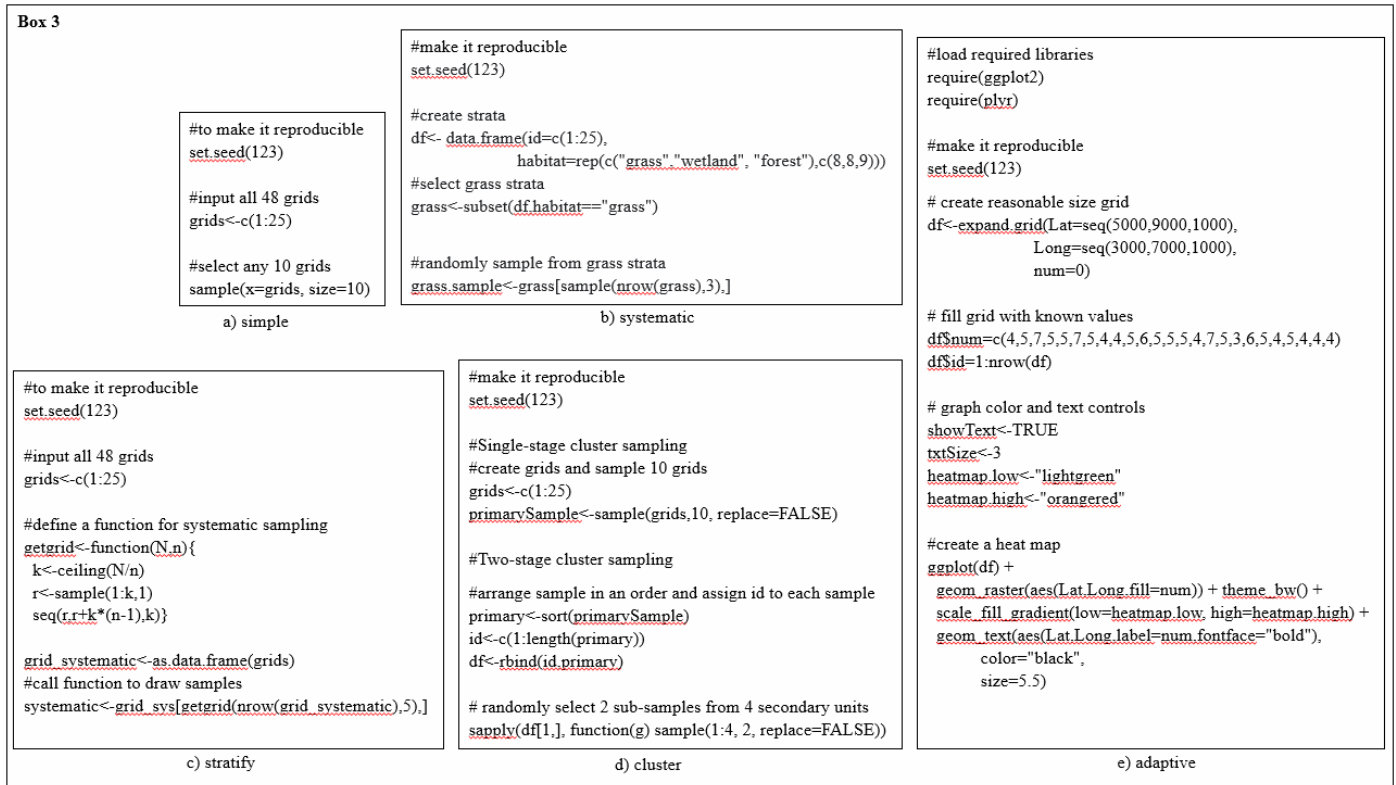 Box 3
#to make it reproducible
set.seed(123)
#input all 48 grids
grids<-c(1:25)
#select any 10 grids
sample(x=grids, size=10)
a) simple
#make it reproducible
set.seed(123)
#create strata
df<- data.frame(id=c(1:25),
habitat=rep(c("grass","wetland", "forest"),c(8,8,9)))
#select grass strata
grass<-subset(df,habitat=="grass")
#randomly sample from grass strata
grass.sample<-grass[sample(nrow(grass),3),]
b) systematic
#to make it reproducible
set.seed(123)
#input all 48 grids
grids<-c(1:25)
#define a function for systematic sampling
getgrid<-function(N,n){
k<-ceiling(N/n)
r<-sample(1:k,1)
seq(r,r+k*(n-1),k)}
grid_systematic<-as.data.frame(grids)
#call function to draw samples
systematic<-grid_sys[getgrid(nrow(grid_systematic),5),]
c) stratify
#make it reproducible
set.seed(123)
#Single-stage cluster sampling
#create grids and sample 10 grids
grids<-c(1:25)
primarySample<-sample(grids,10, replace=FALSE)
#Two-stage cluster sampling
#arrange sample in an order and assign id to each sample
primary<-sort(primarySample)
id<-c(1:length(primary))
df<-rbind(id,primary)
# randomly select 2 sub-samples from 4 secondary units
sapply(df[1,], function(g) sample(1:4, 2, replace=FALSE))
d) cluster
#load required libraries
require(ggplot2)
require(plyr)
#make it reproducible
set.seed(123)
# create reasonable size grid
df<-expand.grid(Lat=seq(5000,9000,1000),
Long=seq(3000,7000,1000),
num=0)
# fill grid with known values
df$num=c(4,5,7,5,5,7,5,4,4,5,6,5,5,5,4,7,5,3,6,5,4,5,4,4,4)
df$id=1:nrow(df)
# graph color and text controls
showText<-TRUE
txtSize<-3
heatmap.low<-"lightgreen"
heatmap.high<-"orangered"
#create a heat map
ggplot(df) +
geom_raster(aes(Lat,Long,fill=num)) + theme_bw() +
scale_fill_gradient(low=heatmap.low, high=heatmap.high) +
geom_text(aes(Lat,Long,label=num,fontface="bold"),
color="black",
size=5.5)
e) adaptive